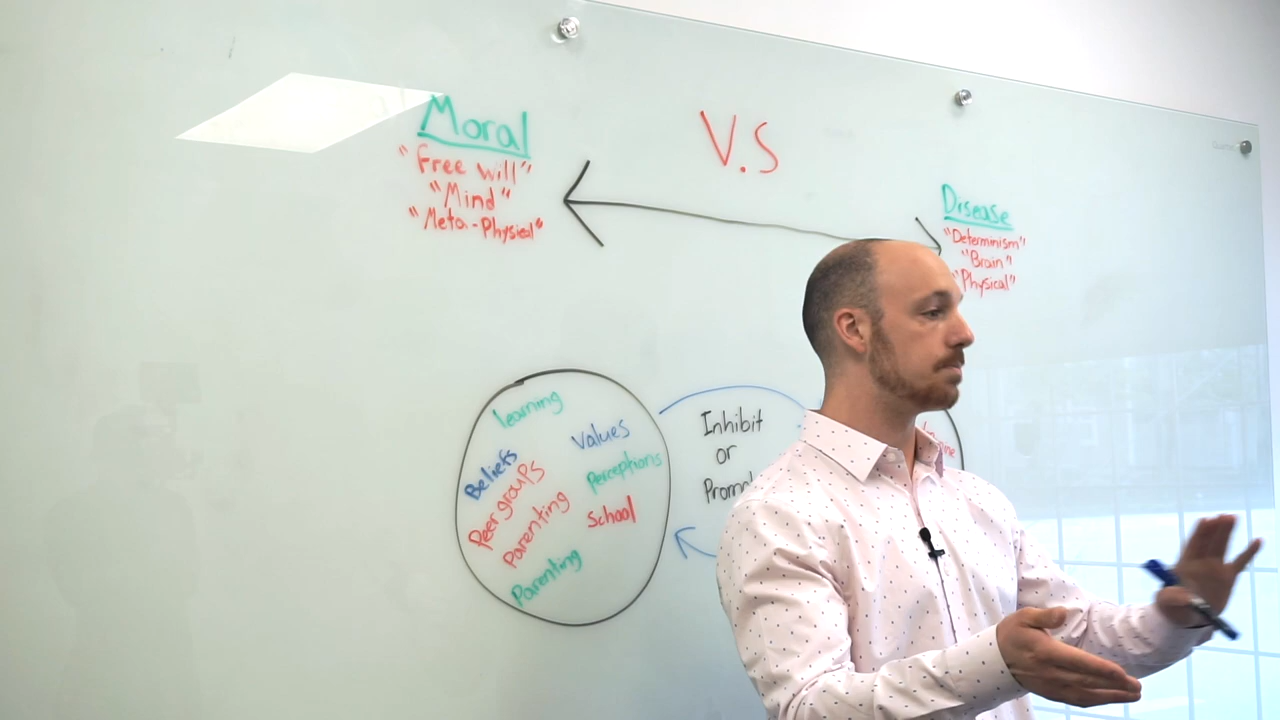 Moral
"Free will"
"Mind"
"Meta-Physical"
V.S
Disease
"Determinism"
"Brain"
"Physical"
learning
Values
Beliefs
Perceptions
Peer groups
Parenting
School
Parenting
Inhibit
or